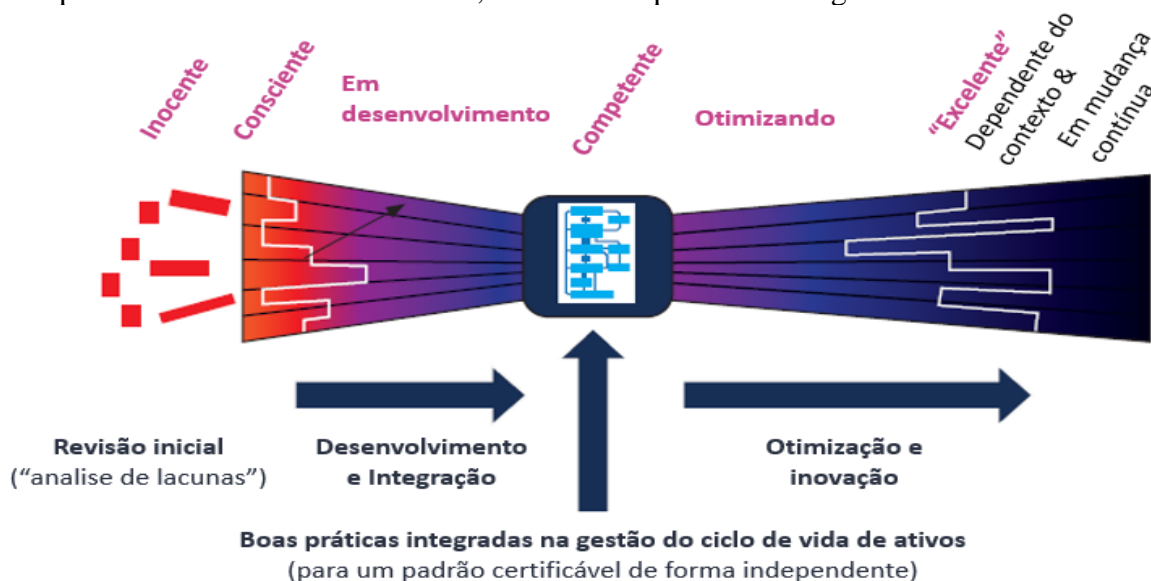 Inocente
Consciente
Em
desenvolvimento
Competente
Otimizando
“Excelente”
Dependente do
contexto &
Em mudança
contínua
Revisão inicial
(“analise de lacunas”)
Desenvolvimento
e Integração
Otimização e
inovação
Boas práticas integradas na gestão do ciclo de vida de ativos
(para um padrão certificável de forma independente)